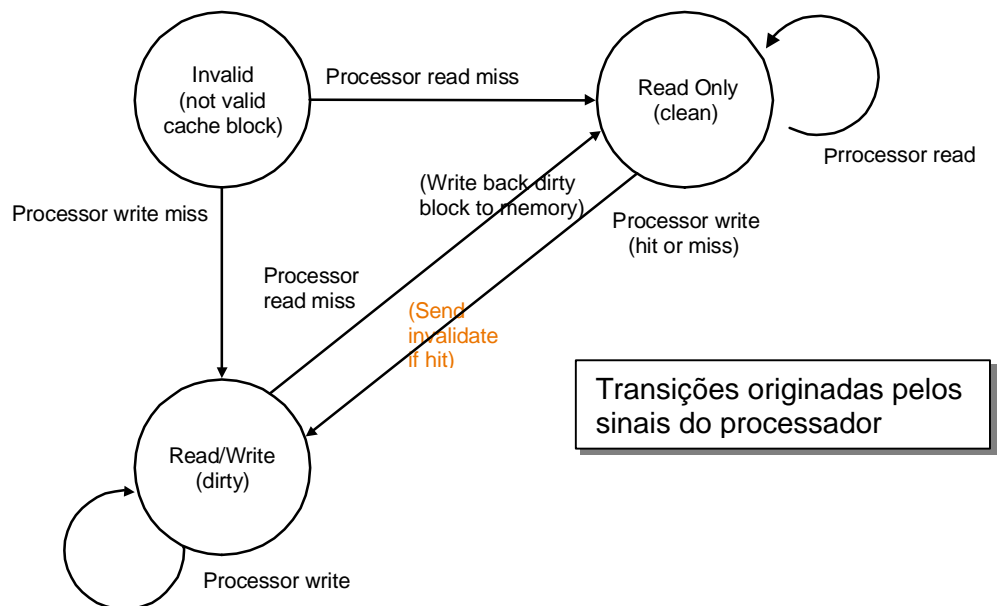 Invalid
(not valid
cache block)
Processor read miss
Read Only
(clean)
Prrocessor read
Processor write miss
(Write back dirty
block to memory)
Processor write
(hit or miss)
Processor
read miss
(Send
invalidate
if hit)
Transições originadas pelos
sinais do processador
Read/Write
(dirty)
Processor write